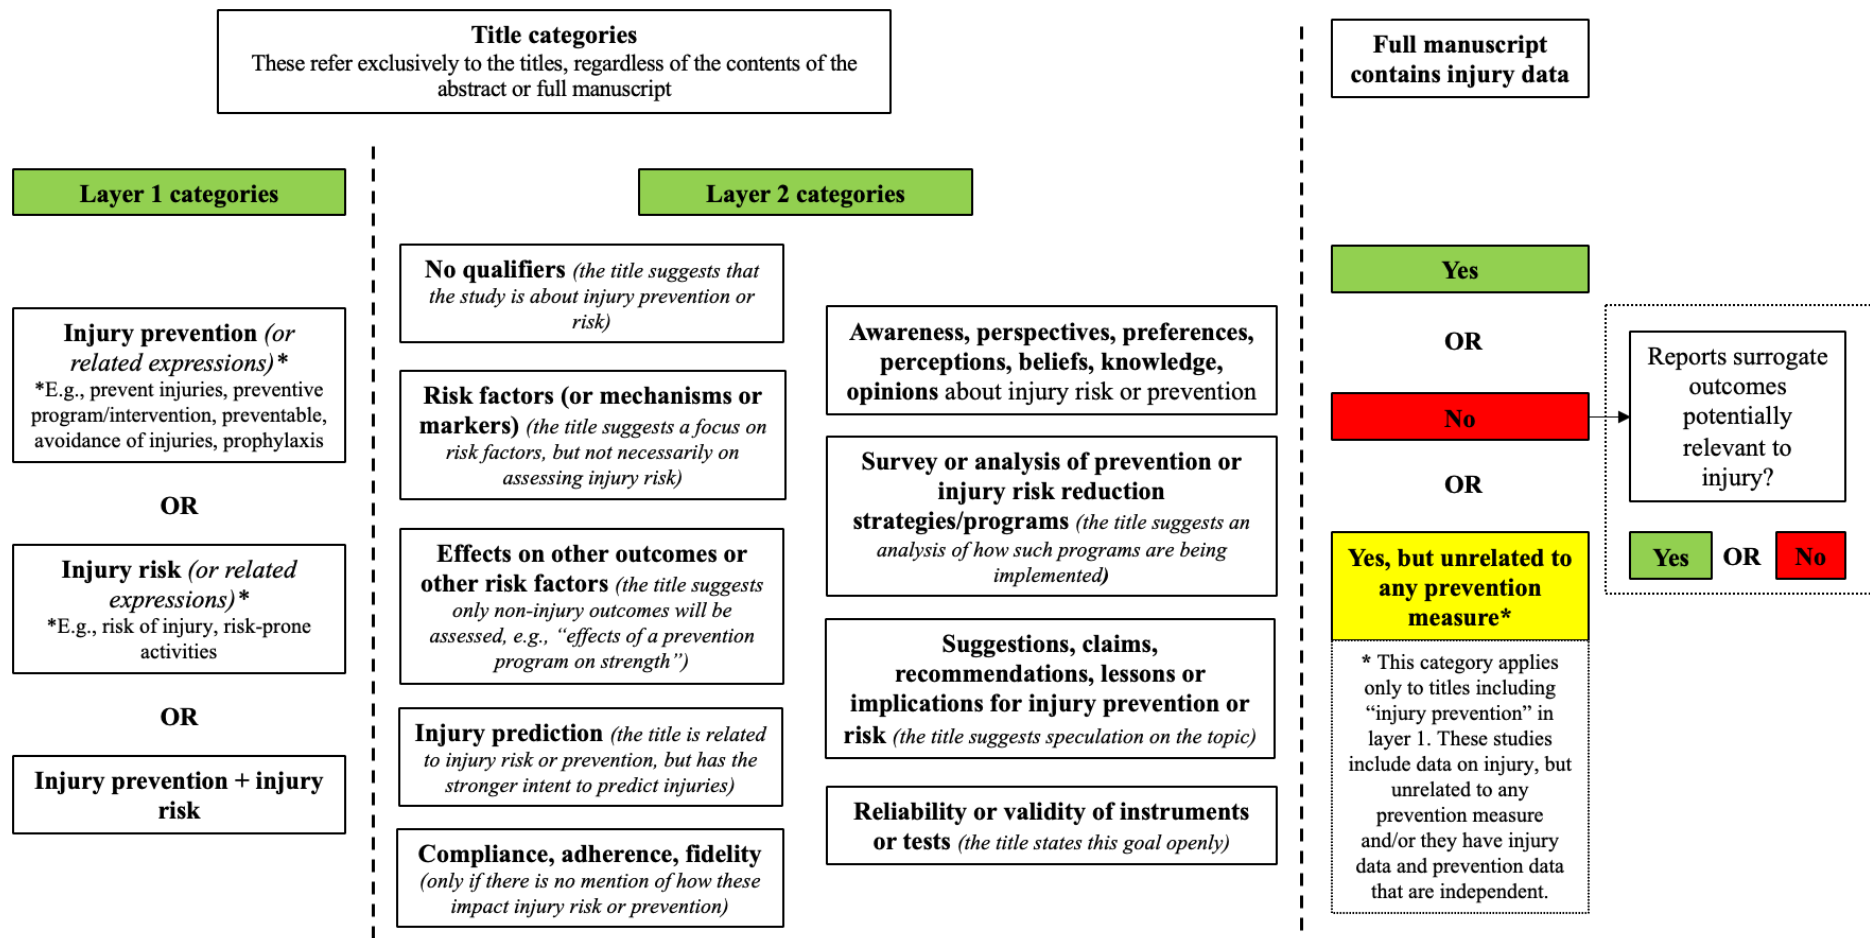 Title categories
These refer exclusively to the titles, regardless of the contents of the
abstract or full manuscript
Full manuscript
contains injury data
Layer 1 categories
Layer 2 categories
Injury prevention (or
related expressions)*
*E.g., prevent injuries, preventive
program/intervention, preventable,
avoidance of injuries, prophylaxis
OR
Injury risk (or related
expressions)*
*E.g., risk of injury, risk-prone
activities
OR
Injury prevention + injury
risk
No qualifiers (the title suggests that
the study is about injury prevention or
risk)
Risk factors (or mechanisms or
markers) (the title suggests a focus on
risk factors, but not necessarily on
assessing injury risk)
Effects on other outcomes or
other risk factors (the title suggests
only non-injury outcomes will be
assessed, e.g., “effects of a prevention
program on strength”)
Injury prediction (the title is related
to injury risk or prevention, but has the
stronger intent to predict injuries)
Compliance, adherence, fidelity
(only if there is no mention of how these
impact injury risk or prevention)
Awareness, perspectives, preferences,
perceptions, beliefs, knowledge,
opinions about injury risk or prevention
Survey or analysis of prevention or
injury risk reduction
strategies/programs (the title suggests an
analysis of how such programs are being
implemented)
Suggestions, claims,
recommendations, lessons or
implications for injury prevention or
risk (the title suggests speculation on the topic)
Reliability or validity of instruments
or tests (the title states this goal openly)
Yes
OR
No
OR
Yes, but unrelated to
any prevention
measure*
* This category applies
only to titles including
“injury prevention” in
layer 1. These studies
include data on injury, but
unrelated to any
prevention measure
and/or they have injury
data and prevention data
that are independent.
Reports surrogate
outcomes
potentially
relevant to
injury?
Yes OR No